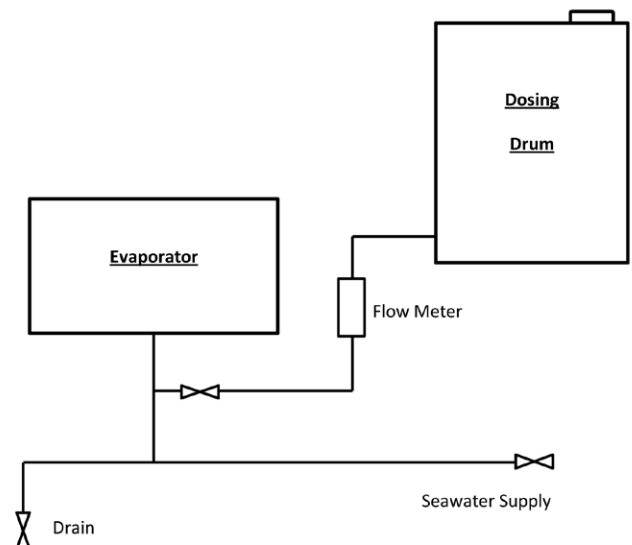 Dosing
Drum
Evaporator
Flow Meter
Seawater Supply
Drain